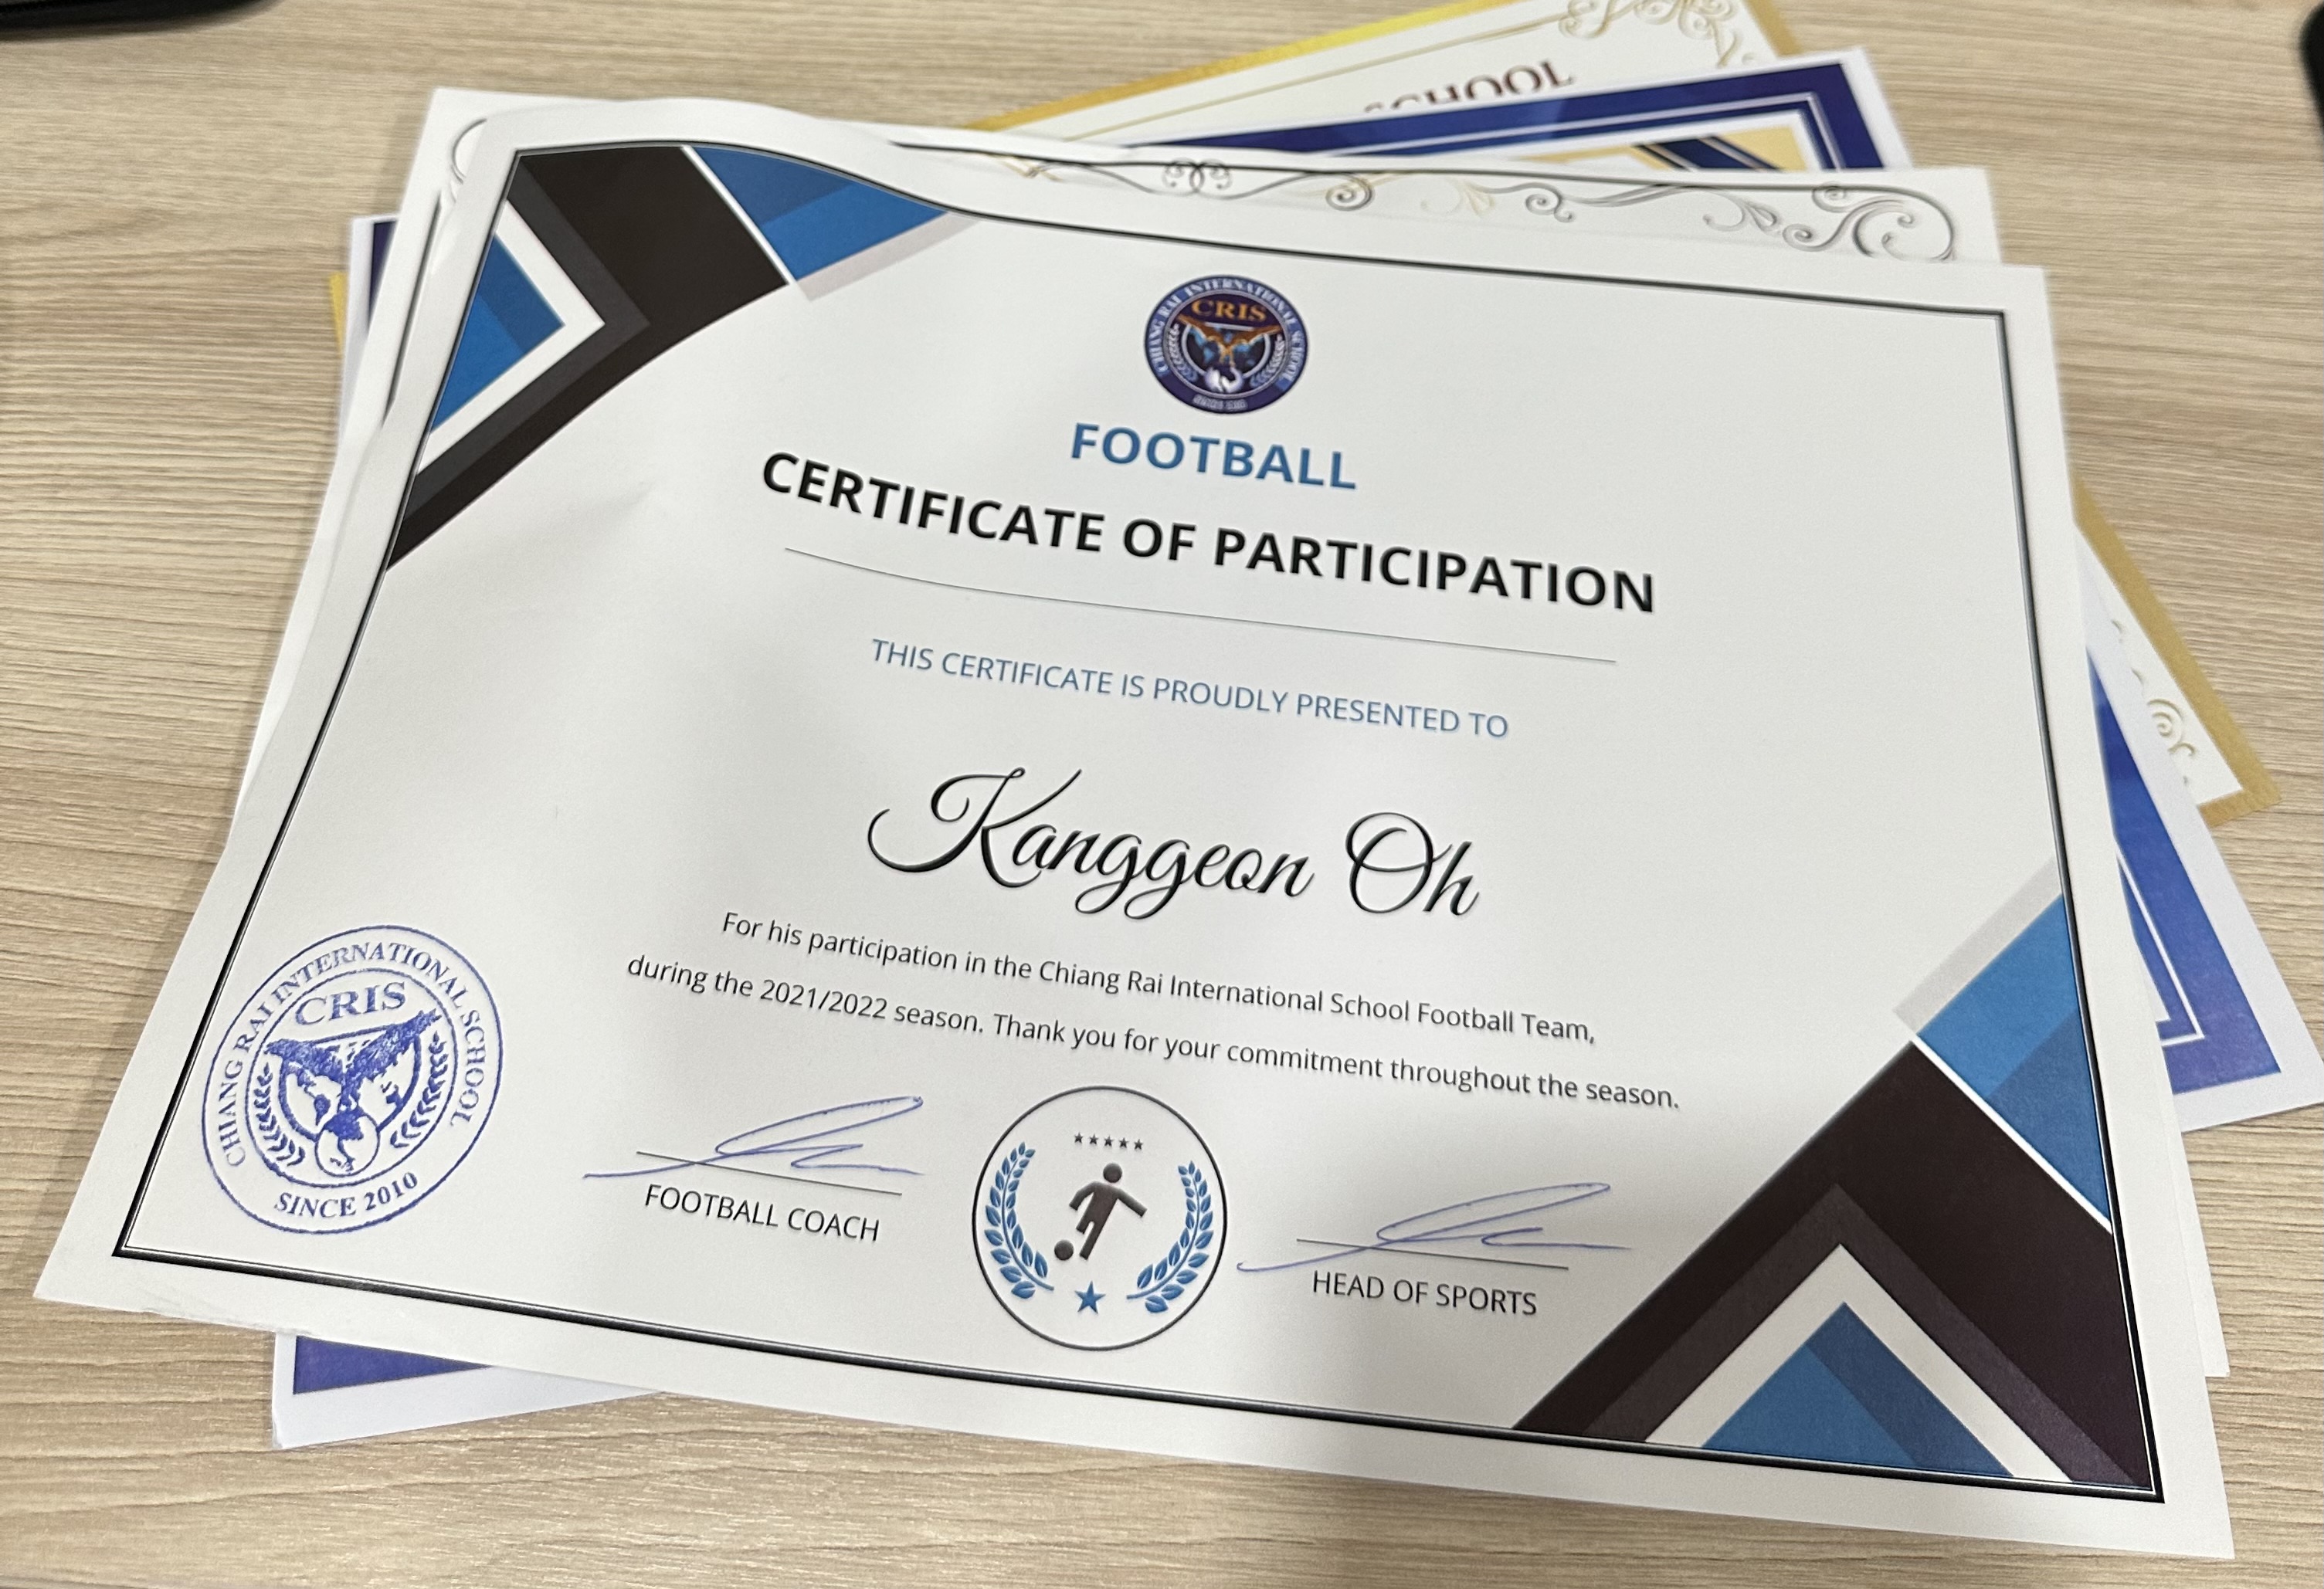 SCHOOL
CHIANG RAI INTERNATIONAL SCHOOL
CRIS
FOOTBALL
CERTIFICATE OF PARTICIPATION
THIS CERTIFICATE IS PROUDLY PRESENTED TO
Kanggeon Oh
For his participation in the Chiang Rai International School Football Team,
during the 2021/2022 season. Thank you for your commitment throughout the season.
CHIANG RAI INTERNATIONAL SCHOOL
CRIS
SINCE 2010
FOOTBALL COACH
HEAD OF SPORTS